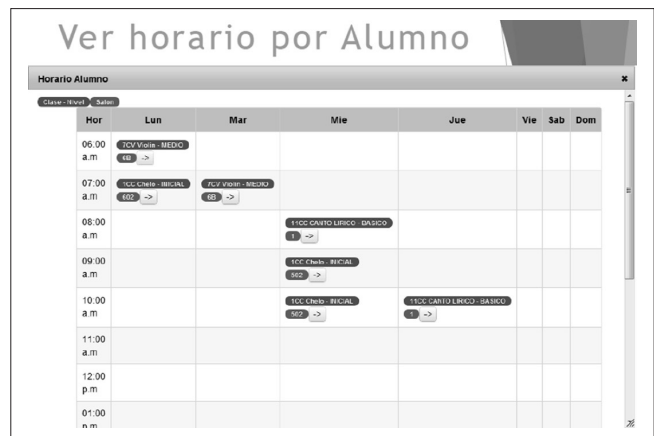 Ver horario por Alumno
Horario Alumno
Clase - Nivel Salon
Hor Lun Mar Mie Jue Vie Sab Dom
06:00 a.m
7CV Violin - MEDIO
6B ->
07:00 a.m
1CC Chelo - INICIAL
602 ->
7CV Violin - MEDIO
6B ->
08:00 a.m
11CC CANTO LIRICO - BASICO
1 ->
09:00 a.m
1CC Chelo - INICIAL
502 ->
10:00 a.m
1CC Chelo - INICIAL
502 ->
11CC CANTO LIRICO - BASICO
1 ->
11:00 a.m
12:00 p.m
01:00 p.m